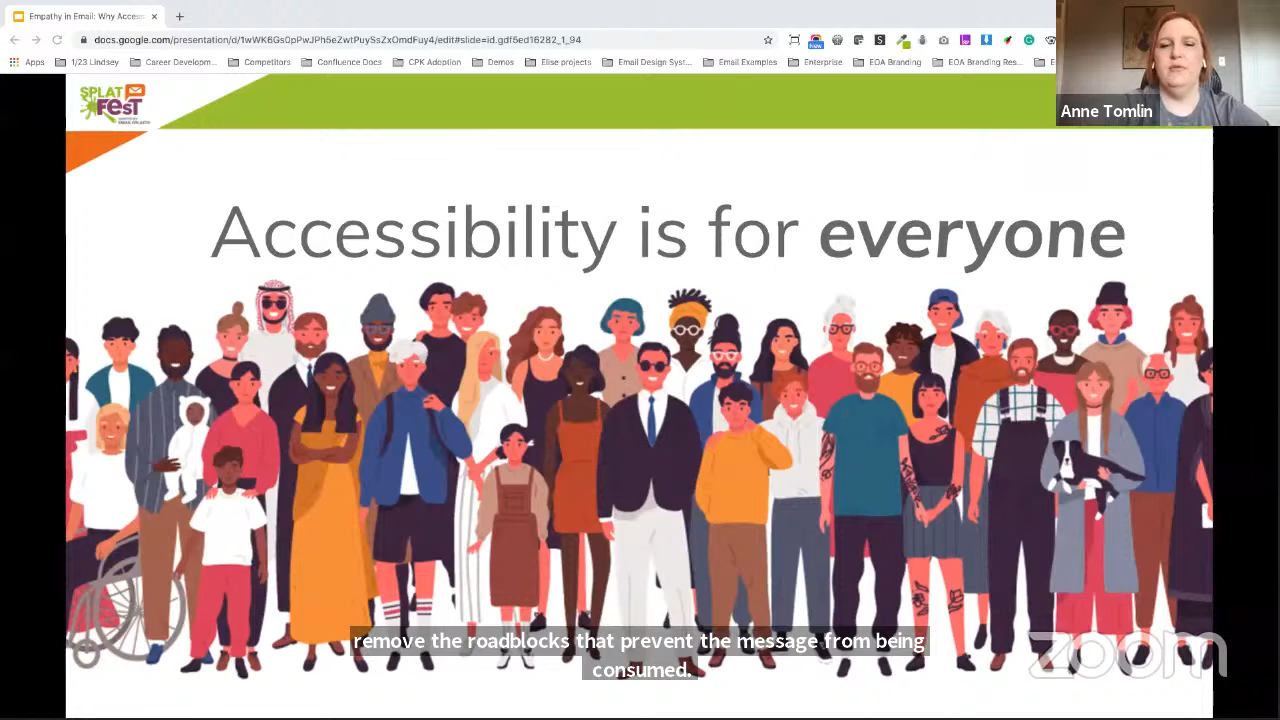 Empathy in Email: Why Access
docs.google.com/presentation/d/1wWK6Gs0pPwJPh5eZwtPuySsZxOmdFuy4/edit#slide=id.gdf5ed16282_1_94
New
Apps
1/23 Lindsey
Career Developm...
Competitors
Confluence Docs
CPK Adoption
Demos
Elise projects
Email Design Syst...
Email Examples
Enterprise
EOA Branding
EOA Branding Res...
Anne Tomlin
SPLAT
FEST
Accessibility is for everyone
remove the roadblocks that prevent the message from being
consumed.
zoom